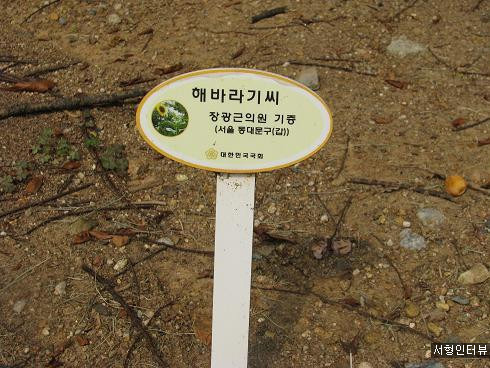 해바라기씨
장광근의원 기증
(서울 동대문구(갑))
대한민국국회
서형인터뷰